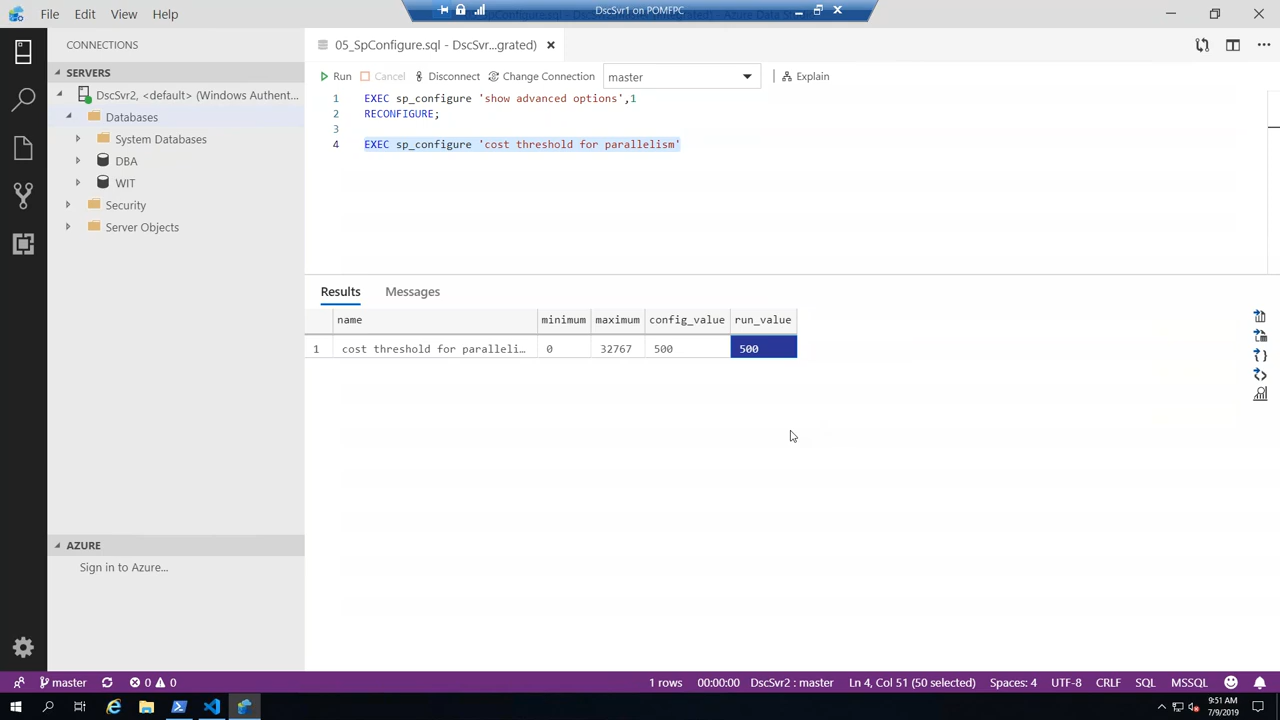 File Edit View Help
DscSvr1 on POMFPC
CONNECTIONS
SERVERS
DscSvr2, <default> (Windows Authent...
Databases
System Databases
DBA
WIT
Security
Server Objects
AZURE
Sign in to Azure...
05_SpConfigure.sql - DscSvr...grated)
Run Cancel Disconnect Change Connection master Explain
1 EXEC sp_configure 'show advanced options',1
2 RECONFIGURE;
3
4 EXEC sp_configure 'cost threshold for parallelism'
Results Messages
name minimum maximum config_value run_value
1 cost threshold for paralleli... 0 32767 500 500
master 0 0 1 rows 00:00:00 DscSvr2 : master Ln 4, Col 51 (50 selected) Spaces: 4 UTF-8 CRLF SQL MSSQL
9:51 AM
7/9/2019